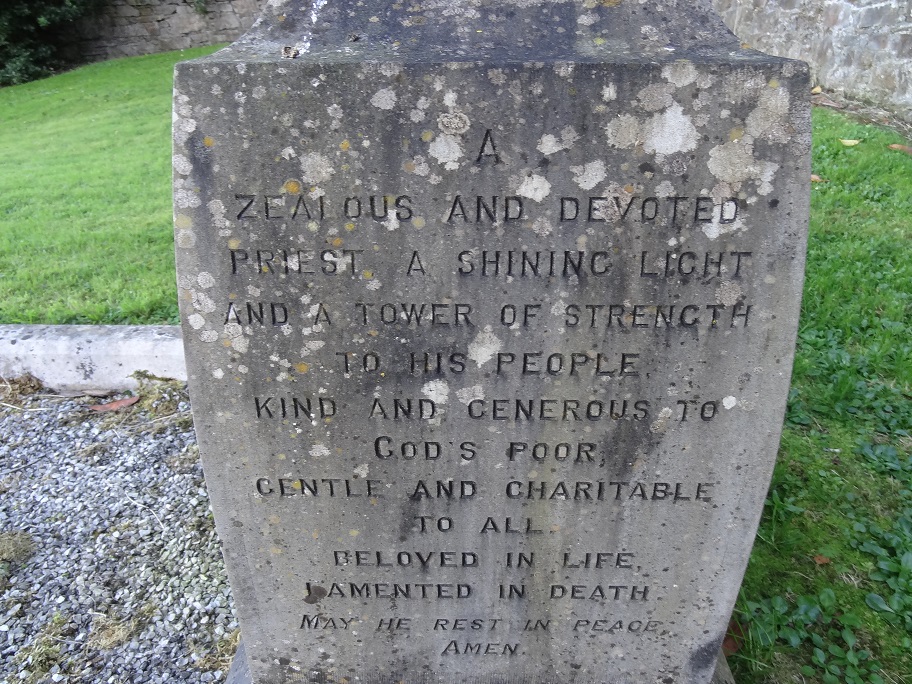 A
ZEALOUS AND DEVOTED
PRIEST A SHINING LIGHT
AND A TOWER OF STRENGTH
TO HIS PEOPLE,
KIND AND GENEROUS TO
GOD'S POOR,
GENTLE AND CHARITABLE
TO ALL
BELOVED IN LIFE,
LAMENTED IN DEATH
MAY HE REST IN PEACE
AMEN.